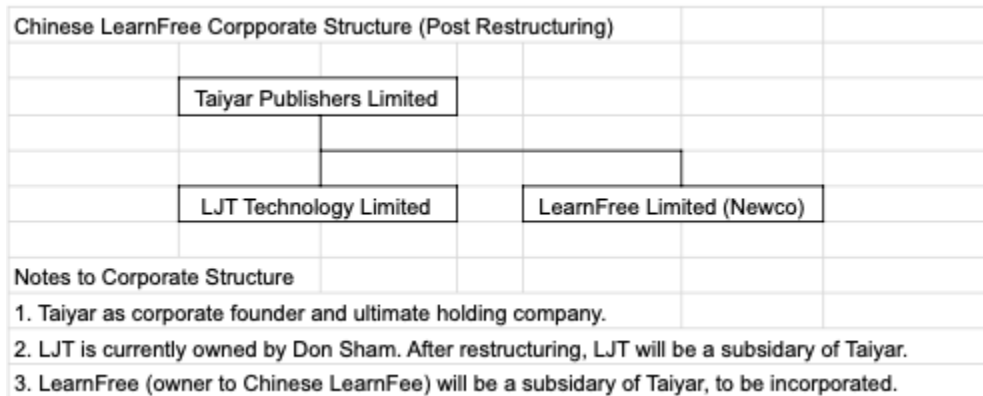 Chinese LearnFree Corpporate Structure (Post Restructuring)
Taiyar Publishers Limited
LJT Technology Limited
LearnFree Limited (Newco)
Notes to Corporate Structure
1. Taiyar as corporate founder and ultimate holding company.
2. LJT is currently owned by Don Sham. After restructuring, LJT will be a subsidary of Taiyar.
3. LearnFree (owner to Chinese LearnFee) will be a subsidary of Taiyar, to be incorporated.